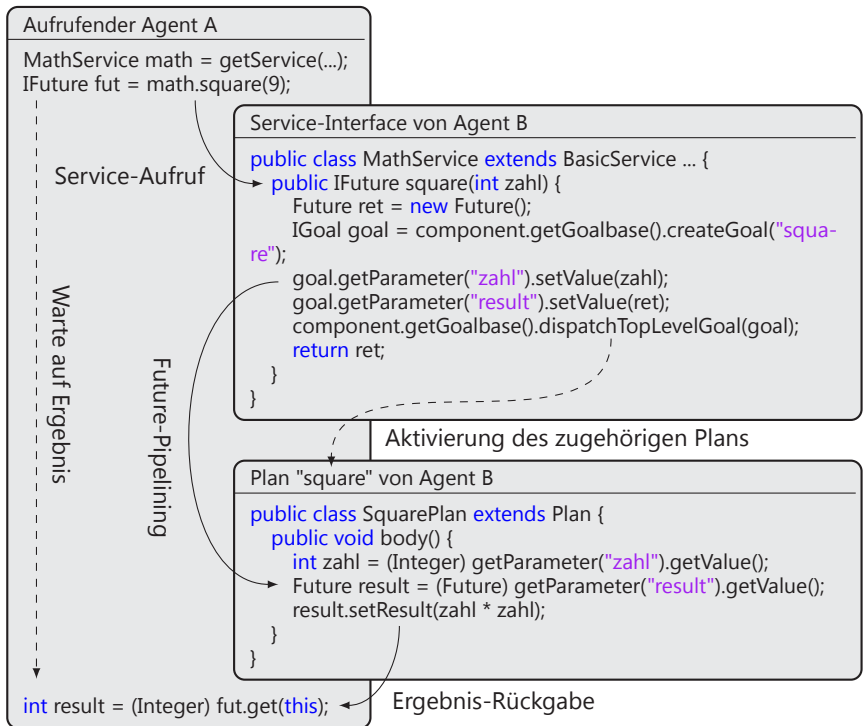 Aufrufender Agent A
MathService math = getService(...);
IFuture fut = math.square(9);
Service-Aufruf
Warte auf Ergebnis
Future-Pipelining
Service-Interface von Agent B
public class MathService extends BasicService ... {
public IFuture square(int zahl) {
Future ret = new Future();
IGoal goal = component.getGoalbase().createGoal("squa-
re");
goal.getParameter("zahl").setValue(zahl);
goal.getParameter("result").setValue(ret);
component.getGoalbase().dispatchTopLevelGoal(goal);
return ret;
}
}
Aktivierung des zugehörigen Plans
Plan "square" von Agent B
public class SquarePlan extends Plan {
public void body() {
int zahl = (Integer) getParameter("zahl").getValue();
Future result = (Future) getParameter("result").getValue();
result.setResult(zahl * zahl);
}
}
int result = (Integer) fut.get(this);
Ergebnis-Rückgabe